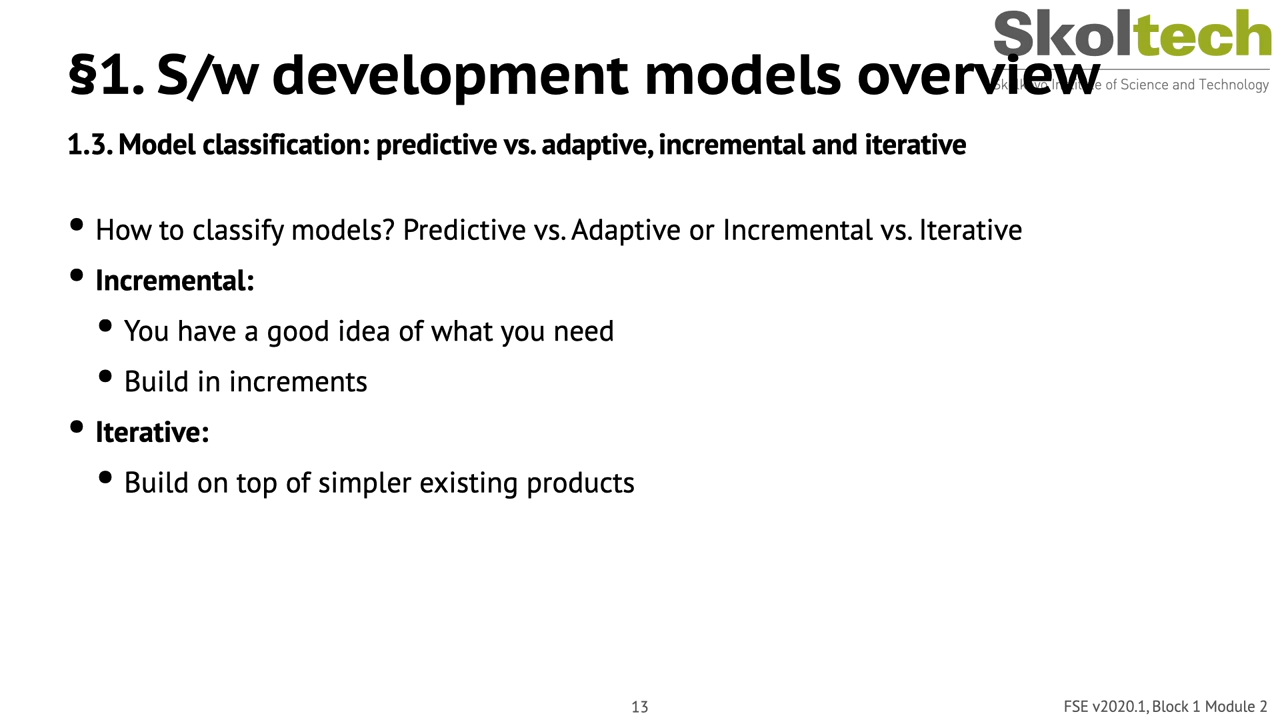 Skoltech
§1. S/w development models overview
Institute of Science and Technology
1.3. Model classification: predictive vs. adaptive, incremental and iterative
• How to classify models? Predictive vs. Adaptive or Incremental vs. Iterative
• Incremental:
• You have a good idea of what you need
• Build in increments
• Iterative:
• Build on top of simpler existing products
13
FSE v2020.1, Block 1 Module 2